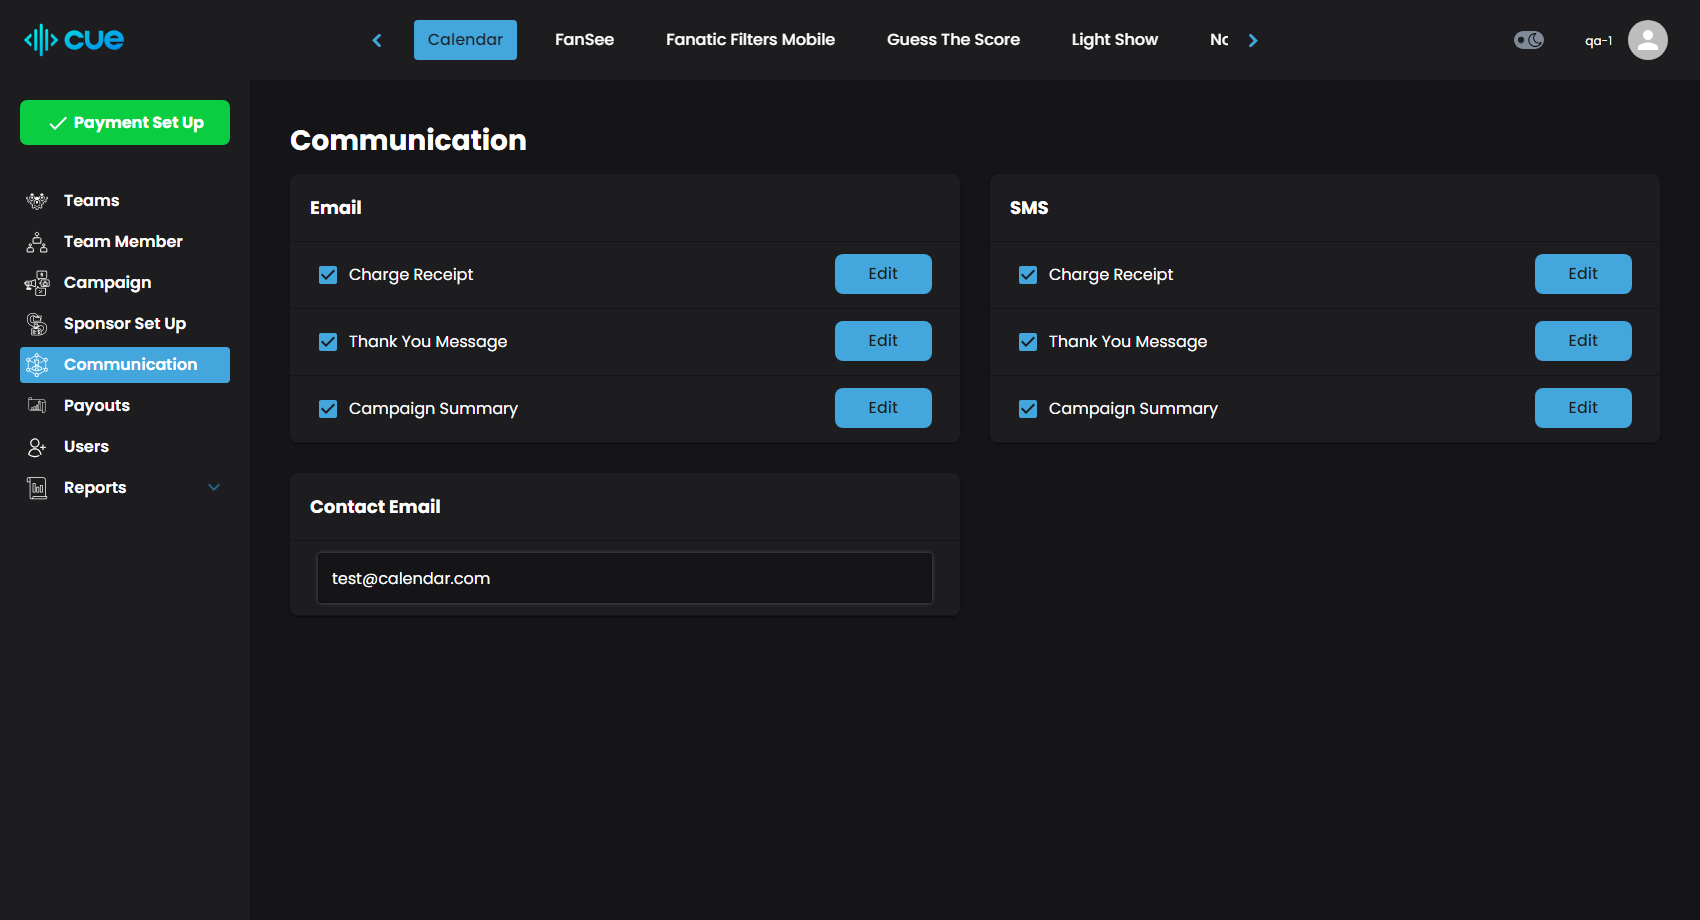 cue
Calendar
FanSee
Fanatic Filters Mobile
Guess The Score
Light Show
qa-1
Payment Set Up
Teams
Team Member
Campaign
Sponsor Set Up
Communication
Payouts
Users
Reports
Communication
Email
Charge Receipt
Edit
Thank You Message
Edit
Campaign Summary
Edit
SMS
Charge Receipt
Edit
Thank You Message
Edit
Campaign Summary
Edit
Contact Email
test@calendar.com